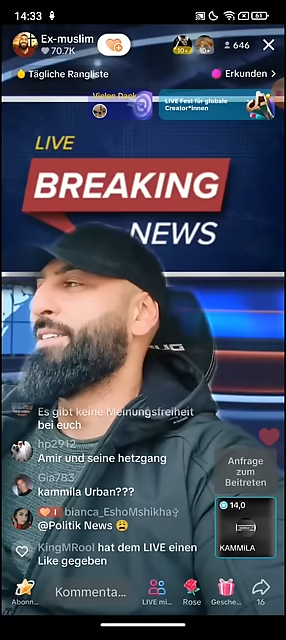 14:33
61
Ex-muslim
70.7K
10+
10+
646
Tägliche Rangliste
Erkunden >
Vielen Dank
LIVE Fest für globale
Creator*innen
LIVE
BREAKING
NEWS
Es gibt keine Meinungsfreiheit
bei euch
hp2912
Amir und seine hetzgang
Gia783
kammila Urban???
bianca_EshoMshikha
@Politik News 😩
KingMRool hat dem LIVE einen
Like gegeben
Anfrage
zum
Beitreten
14,0
KAMMILA
Abonn...
Kommenta...
LIVE mi...
Rose
Gesche...
16